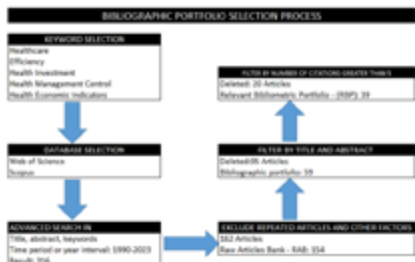 BIBLIOGRAPHIC PORTFOLIO SELECTION PROCESS
KEYWORD SELECTION
Healthcare
Efficiency
Health Investment
Health Management Control
Health Economic Indicators
DATABASE SELECTION
Web of Science
Scopus
ADVANCED SEARCH IN
Title, abstract, keywords
Time period or year interval: 1990-2023
EXCLUDE REPEATED ARTICLES AND OTHER FACTORS
162 Articles
Raw Articles Bank - RAB: 154
FILTER BY TITLE AND ABSTRACT
Articles
Bibliographic portfolio: 59
FILTER BY NUMBER OF CITATIONS GREATER THAN 5
Deleted: 20 Articles
Relevant Bibliometric Portfolio - (RBP): 39